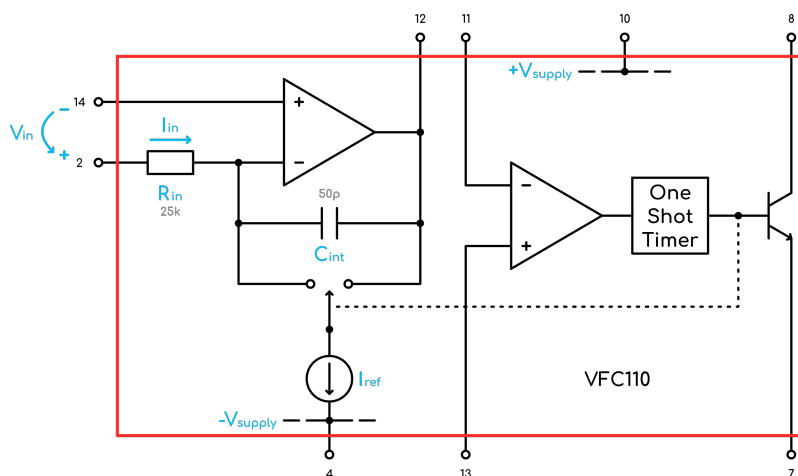 12
11
10
8
+Vsupply
14
−
+
Vin
Iin
+
−
2
Rin
25k
50p
Cint
−
+
One
Shot
Timer
Iref
VFC110
-Vsupply
4
13
7